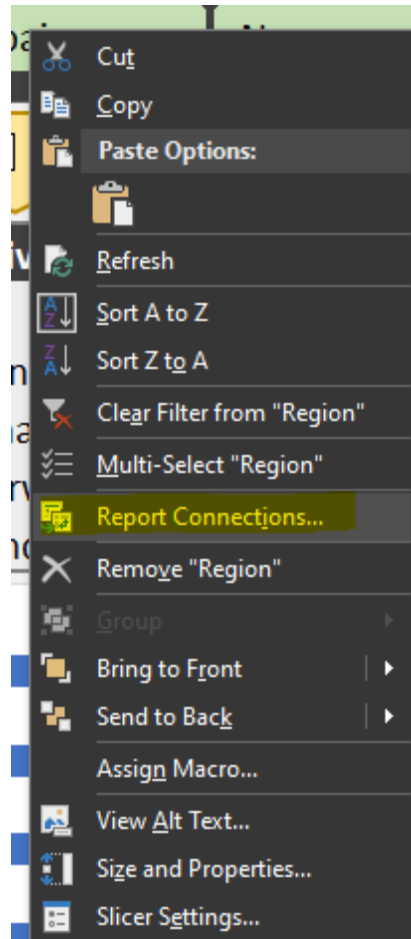 Cut
Copy
Paste Options:
Refresh
Sort A to Z
Sort Z to A
Clear Filter from "Region"
Multi-Select "Region"
Report Connections...
Remove "Region"
Group
Bring to Front
Send to Back
Assign Macro...
View Alt Text...
Size and Properties...
Slicer Settings...